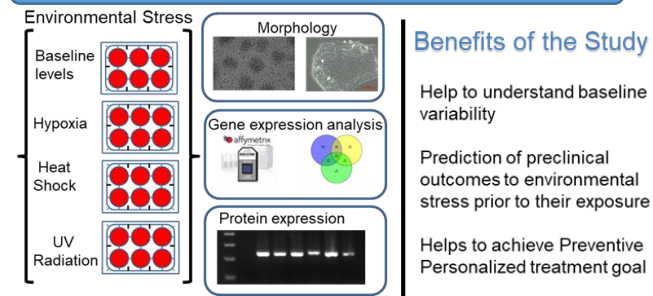 Environmental Stress
Baseline
levels
Hypoxia
Heat
Shock
UV
Radiation
Morphology
Gene expression analysis
affymetrix
Protein expression
Benefits of the Study
Help to understand baseline
variability
Prediction of preclinical
outcomes to environmental
stress prior to their exposure
Helps to achieve Preventive
Personalized treatment goal